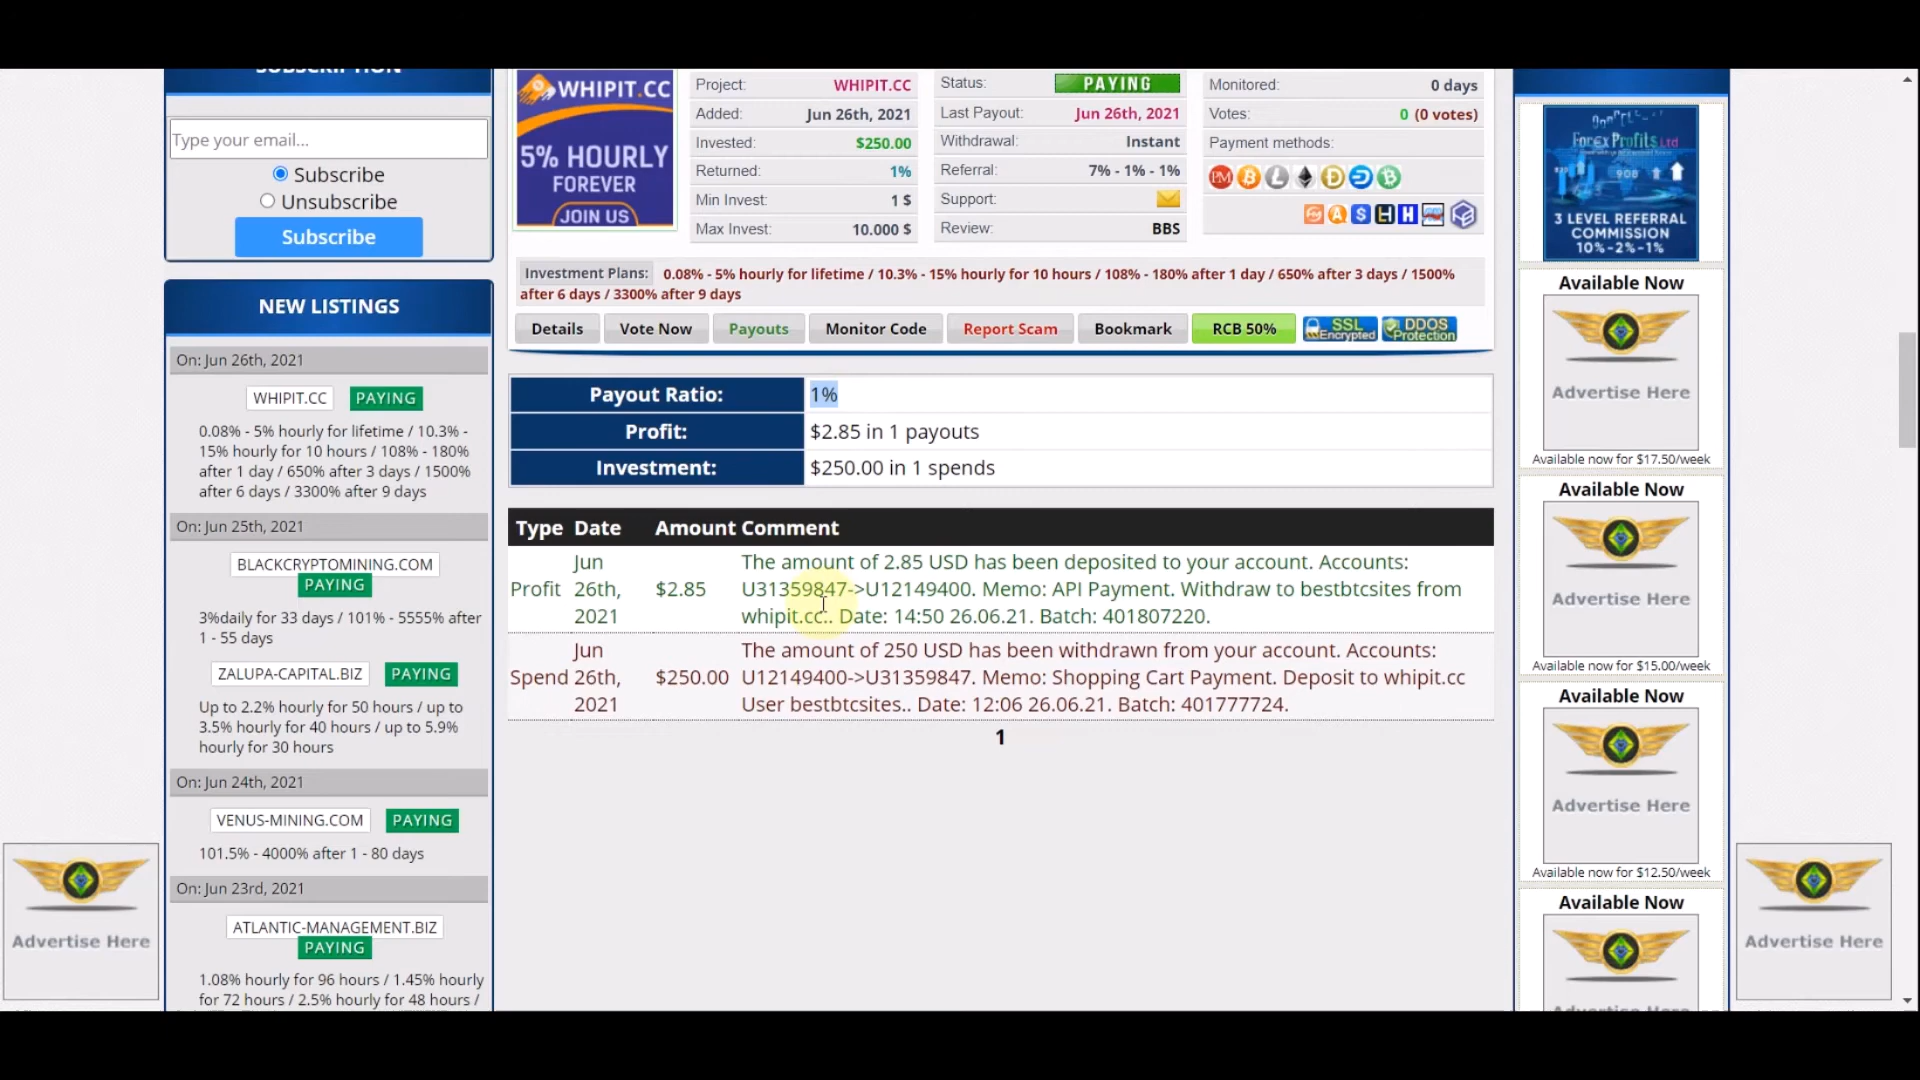 SUBSCRIPTION
Type your email...
Subscribe
Unsubscribe
Subscribe
NEW LISTINGS
On: Jun 26th, 2021
WHIPIT.CC PAYING
0.08% - 5% hourly for lifetime / 10.3% -
15% hourly for 10 hours / 108% - 180%
after 1 day / 650% after 3 days / 1500%
after 6 days / 3300% after 9 days
On: Jun 25th, 2021
BLACKCRYPTOMINING.COM
PAYING
3%daily for 33 days / 101% - 5555% after
1 - 55 days
ZALUPA-CAPITAL.BIZ PAYING
Up to 2.2% hourly for 50 hours / up to
3.5% hourly for 40 hours / up to 5.9%
hourly for 30 hours
On: Jun 24th, 2021
VENUS-MINING.COM PAYING
101.5% - 4000% after 1 - 80 days
On: Jun 23rd, 2021
ATLANTIC-MANAGEMENT.BIZ
PAYING
1.08% hourly for 96 hours / 1.45% hourly
for 72 hours / 2.5% hourly for 48 hours /
Advertise Here
WHIPIT.CC
5% HOURLY
FOREVER
JOIN US
Project: WHIPIT.CC
Added: Jun 26th, 2021
Invested: $250.00
Returned: 1%
Min Invest: 1 $
Max Invest: 10.000 $
Status: PAYING
Last Payout: Jun 26th, 2021
Withdrawal: Instant
Referral: 7% - 1% - 1%
Support:
Review: BBS
Monitored: 0 days
Votes: 0 (0 votes)
Payment methods:
PM
Investment Plans: 0.08% - 5% hourly for lifetime / 10.3% - 15% hourly for 10 hours / 108% - 180% after 1 day / 650% after 3 days / 1500%
after 6 days / 3300% after 9 days
Details Vote Now Payouts Monitor Code Report Scam Bookmark RCB 50% SSL Encrypted DDOS Protection
Payout Ratio: 1%
Profit: $2.85 in 1 payouts
Investment: $250.00 in 1 spends
Type Date Amount Comment
Profit Jun 26th, 2021 $2.85 The amount of 2.85 USD has been deposited to your account. Accounts:
U31359847->U12149400. Memo: API Payment. Withdraw to bestbtcsites from
whipit.cc.. Date: 14:50 26.06.21. Batch: 401807220.
Spend Jun 26th, 2021 $250.00 The amount of 250 USD has been withdrawn from your account. Accounts:
U12149400->U31359847. Memo: Shopping Cart Payment. Deposit to whipit.cc
User bestbtcsites.. Date: 12:06 26.06.21. Batch: 401777724.
1
Forex Profits Ltd
3 LEVEL REFERRAL
COMMISSION
10%-2%-1%
Available Now
Advertise Here
Available now for $17.50/week
Available Now
Advertise Here
Available now for $15.00/week
Available Now
Advertise Here
Available now for $12.50/week
Available Now
Advertise Here